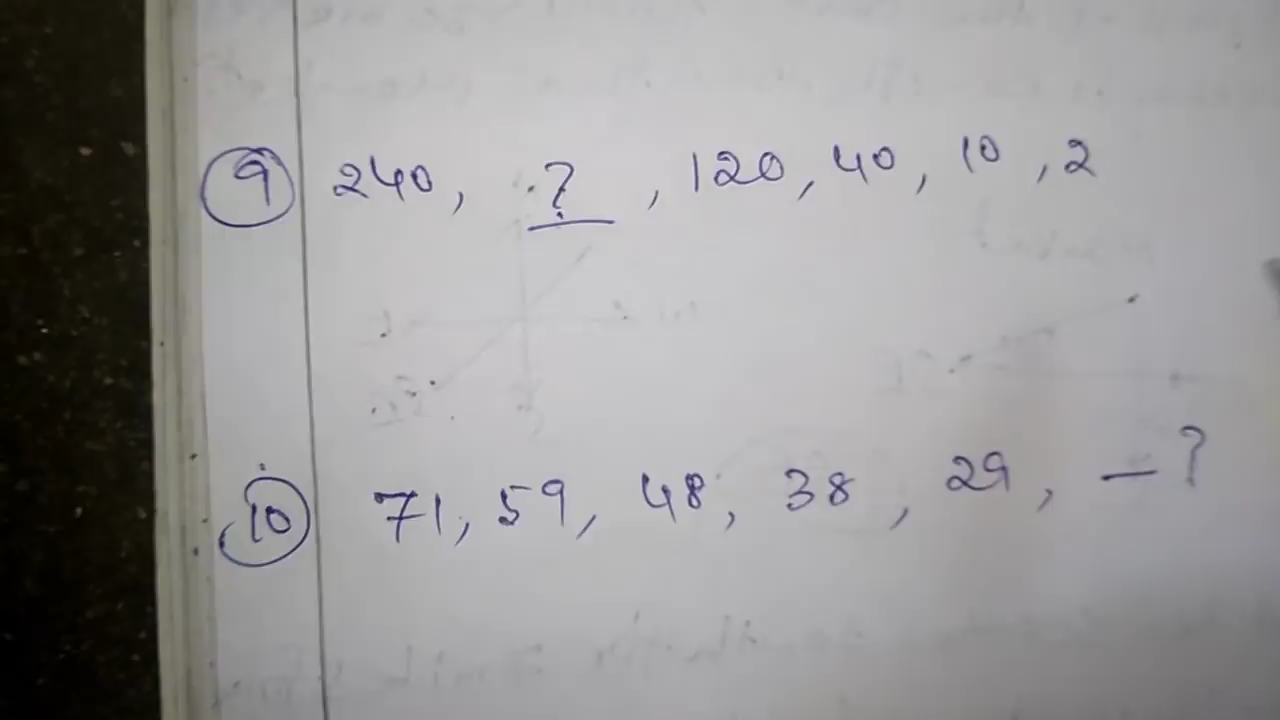 9 240, ?, 120, 40, 10, 2
10 71, 59, 48, 38, 29, —?